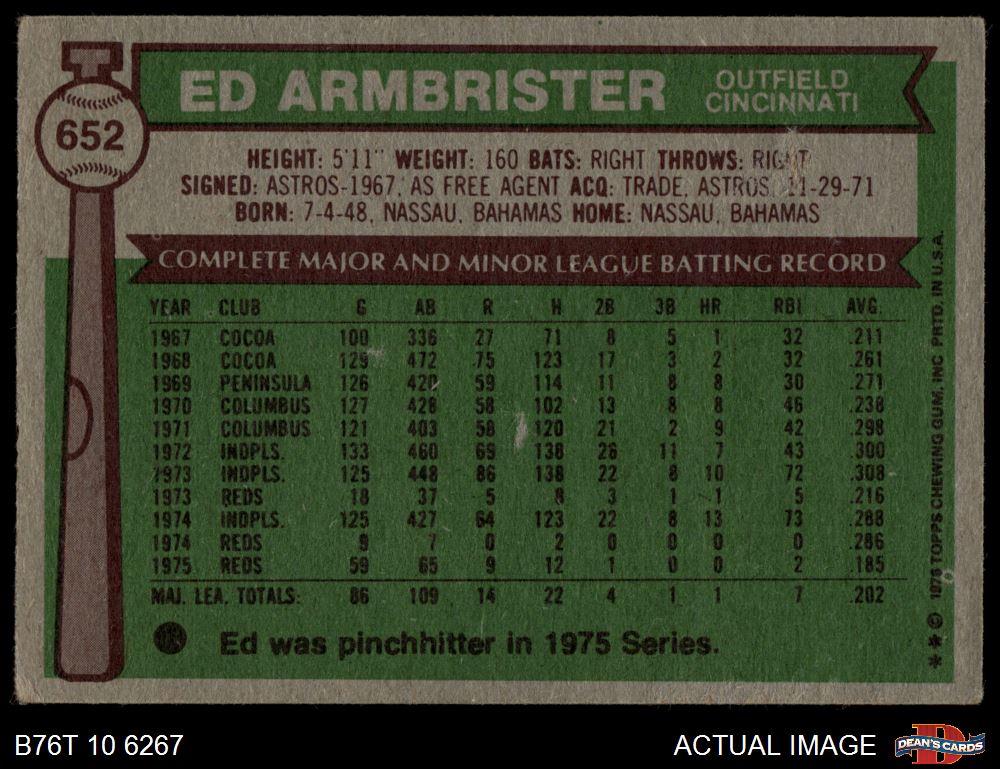 652
ED ARMBRISTER
OUTFIELD
CINCINNATI
HEIGHT: 5'11" WEIGHT: 160 BATS: RIGHT THROWS: RIGHT
SIGNED: ASTROS-1967, AS FREE AGENT ACQ: TRADE, ASTROS, 11-29-71
BORN: 7-4-48, NASSAU, BAHAMAS HOME: NASSAU, BAHAMAS
COMPLETE MAJOR AND MINOR LEAGUE BATTING RECORD
YEAR CLUB G AB R H 2B 3B HR RBI AVG.
1967 COCOA 100 336 27 71 8 5 1 32 .211
1968 COCOA 129 472 75 123 17 3 2 32 .261
1969 PENINSULA 126 420 59 114 11 8 8 30 .271
1970 COLUMBUS 127 428 58 102 13 8 8 46 .238
1971 COLUMBUS 121 403 58 120 21 2 9 42 .298
1972 INDPLS. 133 460 69 138 26 11 7 43 .300
1973 INDPLS. 125 448 86 138 22 8 10 72 .308
1973 REDS 18 37 5 8 3 1 1 5 .216
1974 INDPLS. 125 427 64 123 22 8 13 73 .288
1974 REDS 9 7 0 2 0 0 0 0 .286
1975 REDS 59 65 9 12 1 0 0 2 .185
MAJ. LEA. TOTALS: 86 109 14 22 4 1 1 7 .202
Ed was pinchhitter in 1975 Series.
** © 1976 TOPPS CHEWING GUM, INC PRTD. IN U.S.A.
B76T 10 6267
ACTUAL IMAGE
D
DEAN'S CARDS